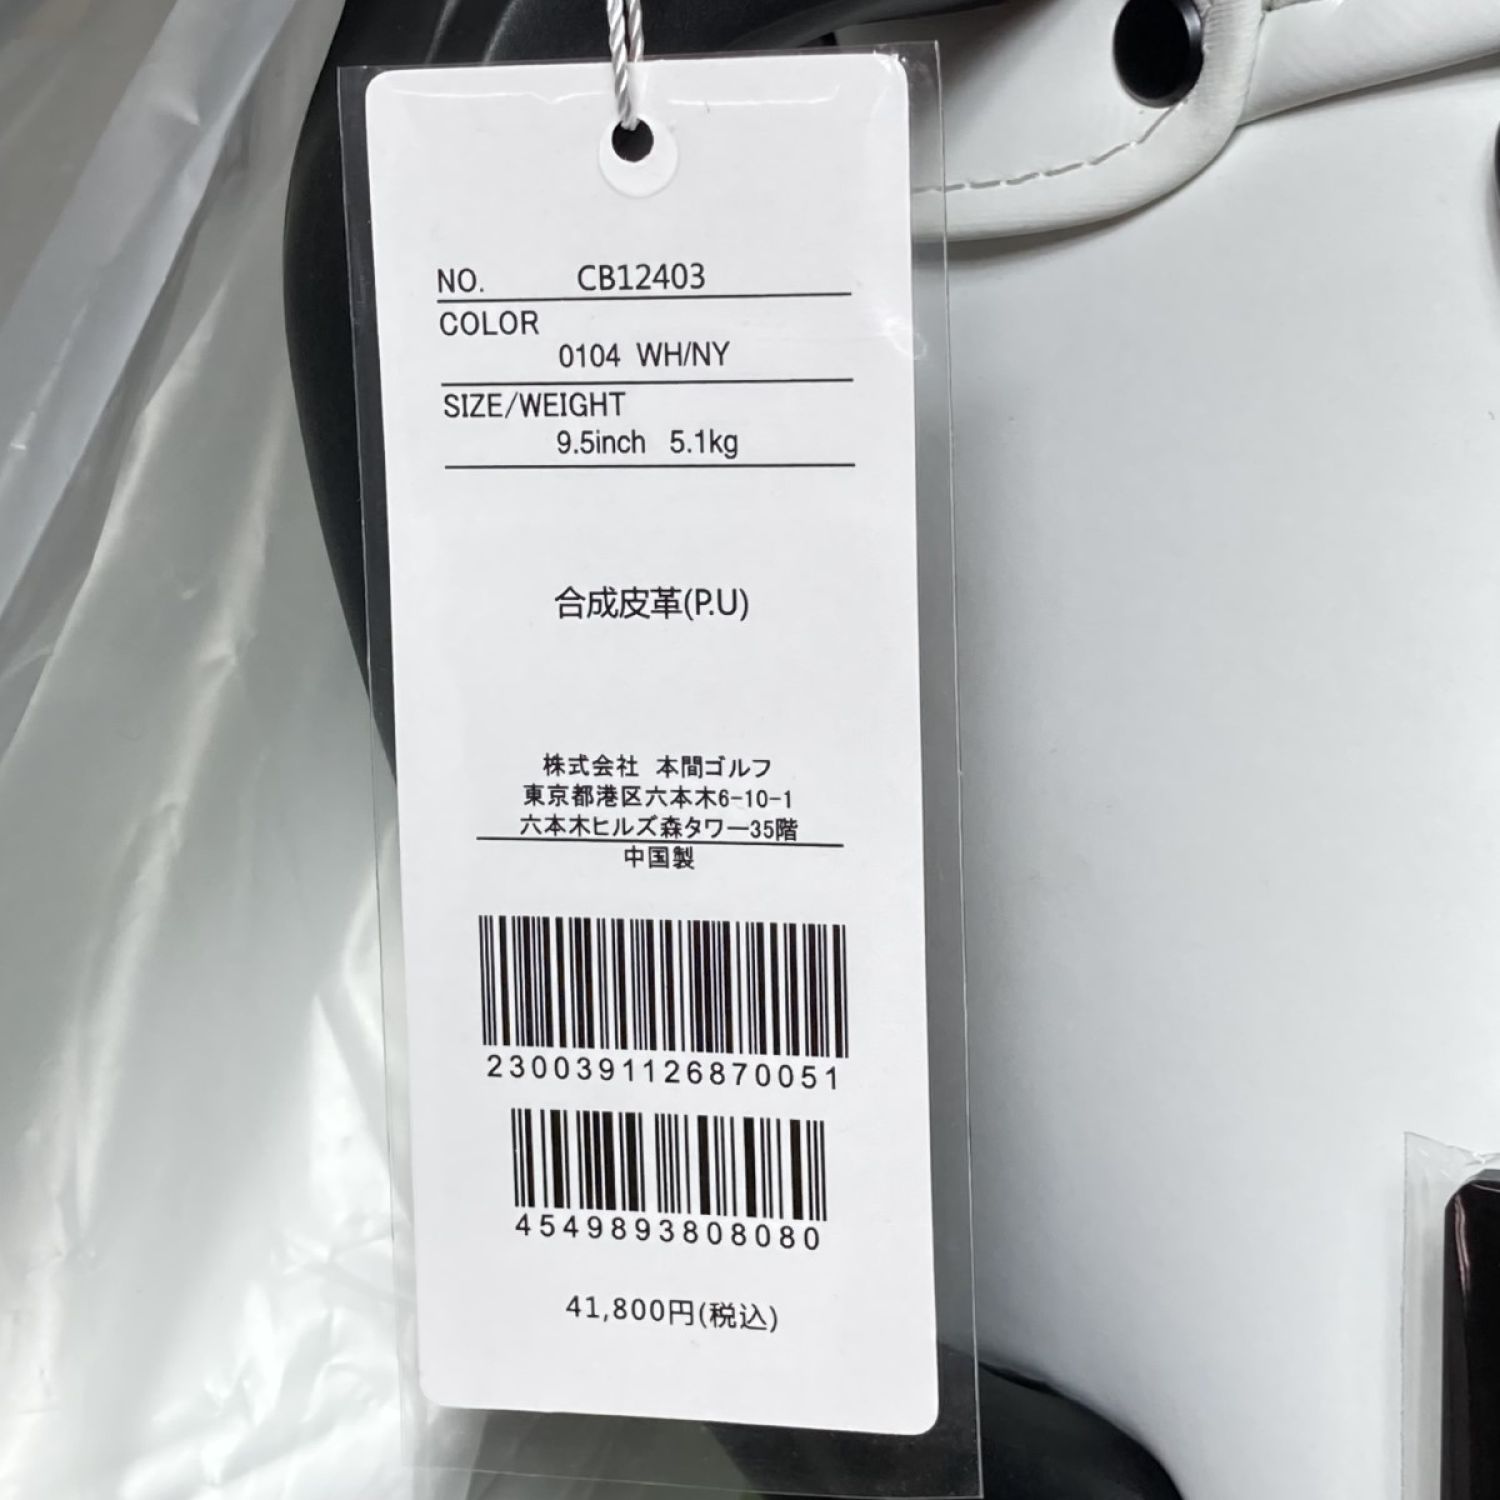 NO. CB12403
COLOR
0104 WH/NY
SIZE/WEIGHT
9.5inch 5.1kg
合成皮革(P.U)
株式会社 本間ゴルフ
東京都港区六本木6-10-1
六本木ヒルズ森タワー35階
中国製
2300391126870051
4549893808080
41,800円(税込)